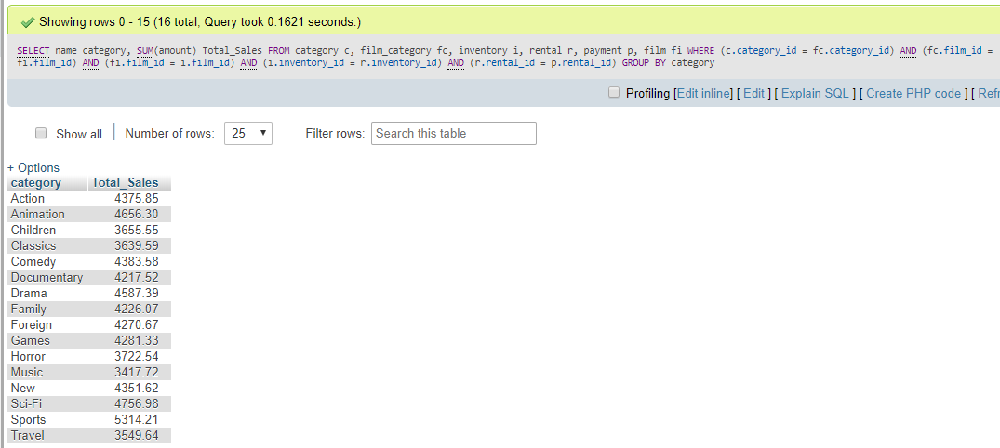 Showing rows 0 - 15 (16 total, Query took 0.1621 seconds.)
SELECT name category, SUM(amount) Total_Sales FROM category c, film_category fc, inventory i, rental r, payment p, film fi WHERE (c.category_id = fc.category_id) AND (fc.film_id =
fi.film_id) AND (fi.film_id = i.film_id) AND (i.inventory_id = r.inventory_id) AND (r.rental_id = p.rental_id) GROUP BY category
Profiling [Edit inline] [ Edit ] [ Explain SQL ] [ Create PHP code ] [ Refr
Show all Number of rows: 25 Filter rows: Search this table
+ Options
category Total_Sales
Action 4375.85
Animation 4656.30
Children 3655.55
Classics 3639.59
Comedy 4383.58
Documentary 4217.52
Drama 4587.39
Family 4226.07
Foreign 4270.67
Games 4281.33
Horror 3722.54
Music 3417.72
New 4351.62
Sci-Fi 4756.98
Sports 5314.21
Travel 3549.64